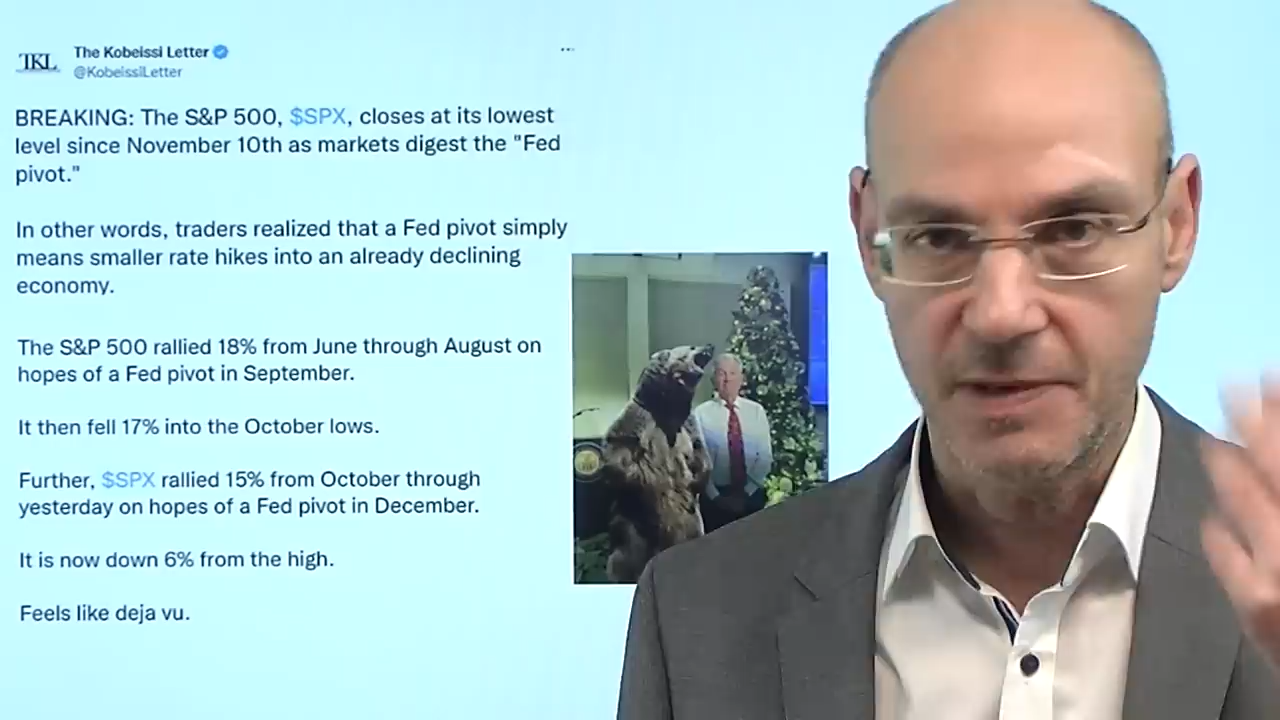 TKL
The Kobeissi Letter
@KobeissiLetter
BREAKING: The S&P 500, $SPX, closes at its lowest
level since November 10th as markets digest the "Fed
pivot."
In other words, traders realized that a Fed pivot simply
means smaller rate hikes into an already declining
economy.
The S&P 500 rallied 18% from June through August on
hopes of a Fed pivot in September.
It then fell 17% into the October lows.
Further, $SPX rallied 15% from October through
yesterday on hopes of a Fed pivot in December.
It is now down 6% from the high.
Feels like deja vu.